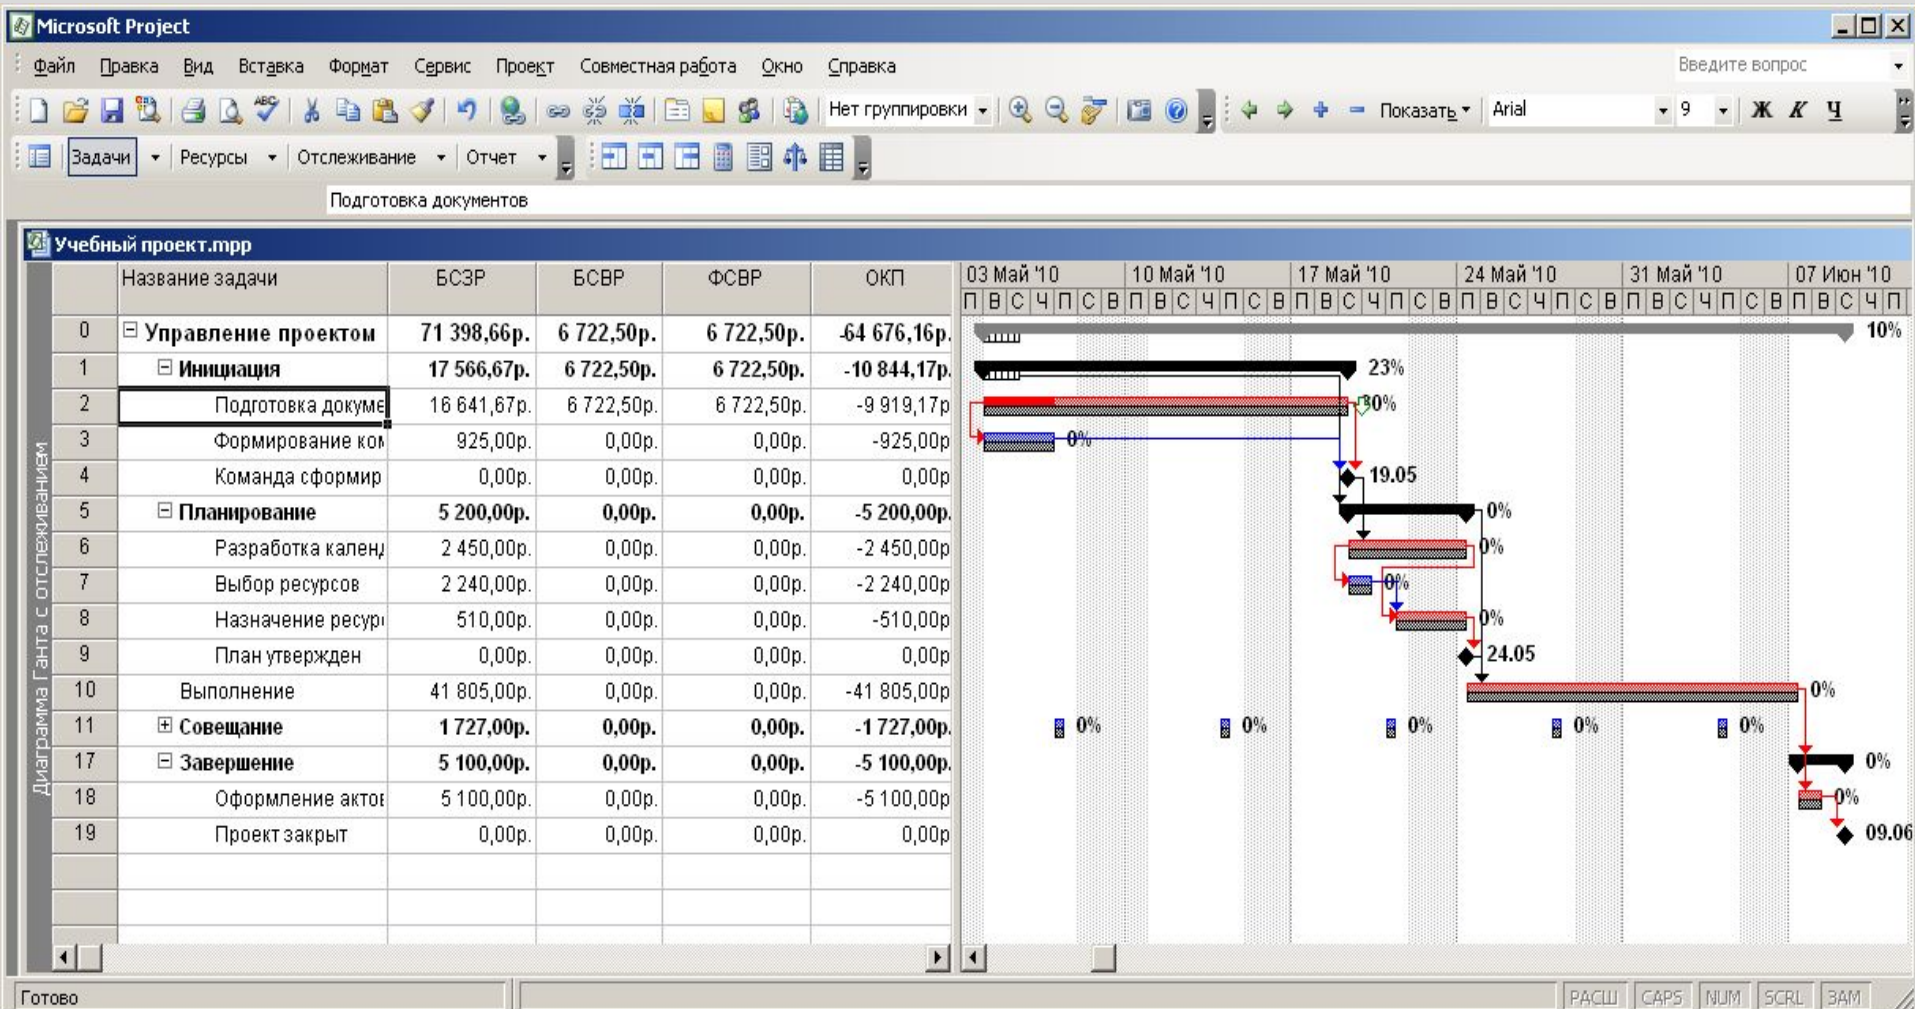 Microsoft Project
Файл Правка Вид Вставка Формат Сервис Проект Совместная работа Окно Справка Введите вопрос
Нет группировки Показать Arial 9 Ж К Ч
Задачи Ресурсы Отслеживание Отчет
Подготовка документов
Учебный проект.mpp
Название задачи БСЗР БСВР ФСВР ОКП 03 Май '10 10 Май '10 17 Май '10 24 Май '10 31 Май '10 07 Июн '10
П В С Ч П С В П В С Ч П С В П В С Ч П С В П В С Ч П С В П В С Ч П С В П В С Ч П
0 Управление проектом 71 398,66р. 6 722,50р. 6 722,50р. -64 676,16р. 10%
1 Инициация 17 566,67р. 6 722,50р. 6 722,50р. -10 844,17р. 23%
2 Подготовка докуме 16 641,67р. 6 722,50р. 6 722,50р. -9 919,17р 30%
3 Формирование ком 925,00р. 0,00р. 0,00р. -925,00р 0%
4 Команда сформир 0,00р. 0,00р. 0,00р. 0,00р 19.05
5 Планирование 5 200,00р. 0,00р. 0,00р. -5 200,00р. 0%
6 Разработка календ 2 450,00р. 0,00р. 0,00р. -2 450,00р 0%
7 Выбор ресурсов 2 240,00р. 0,00р. 0,00р. -2 240,00р 0%
8 Назначение ресур 510,00р. 0,00р. 0,00р. -510,00р 0%
9 План утвержден 0,00р. 0,00р. 0,00р. 0,00р 24.05
10 Выполнение 41 805,00р. 0,00р. 0,00р. -41 805,00р 0%
11 Совещание 1 727,00р. 0,00р. 0,00р. -1 727,00р. 0% 0% 0% 0% 0%
17 Завершение 5 100,00р. 0,00р. 0,00р. -5 100,00р. 0%
18 Оформление актов 5 100,00р. 0,00р. 0,00р. -5 100,00р 0%
19 Проект закрыт 0,00р. 0,00р. 0,00р. 0,00р 09.06
Диаграмма Ганта с отслеживанием
Готово РАСШ CAPS NUM SCRL ЗАМ